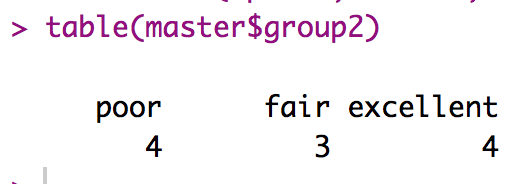 > table(master$group2)
poor fair excellent
4 3 4
>